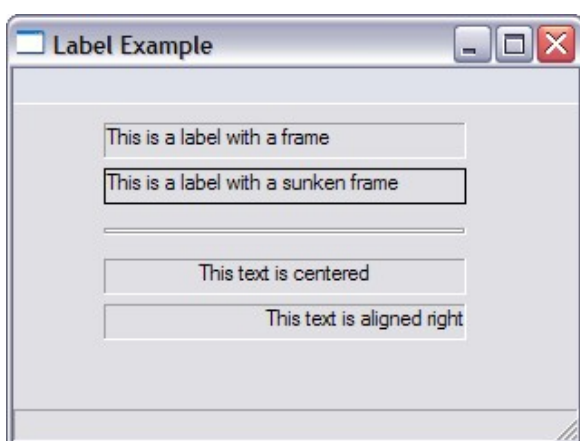 Label Example
This is a label with a frame
This is a label with a sunken frame
This text is centered
This text is aligned right